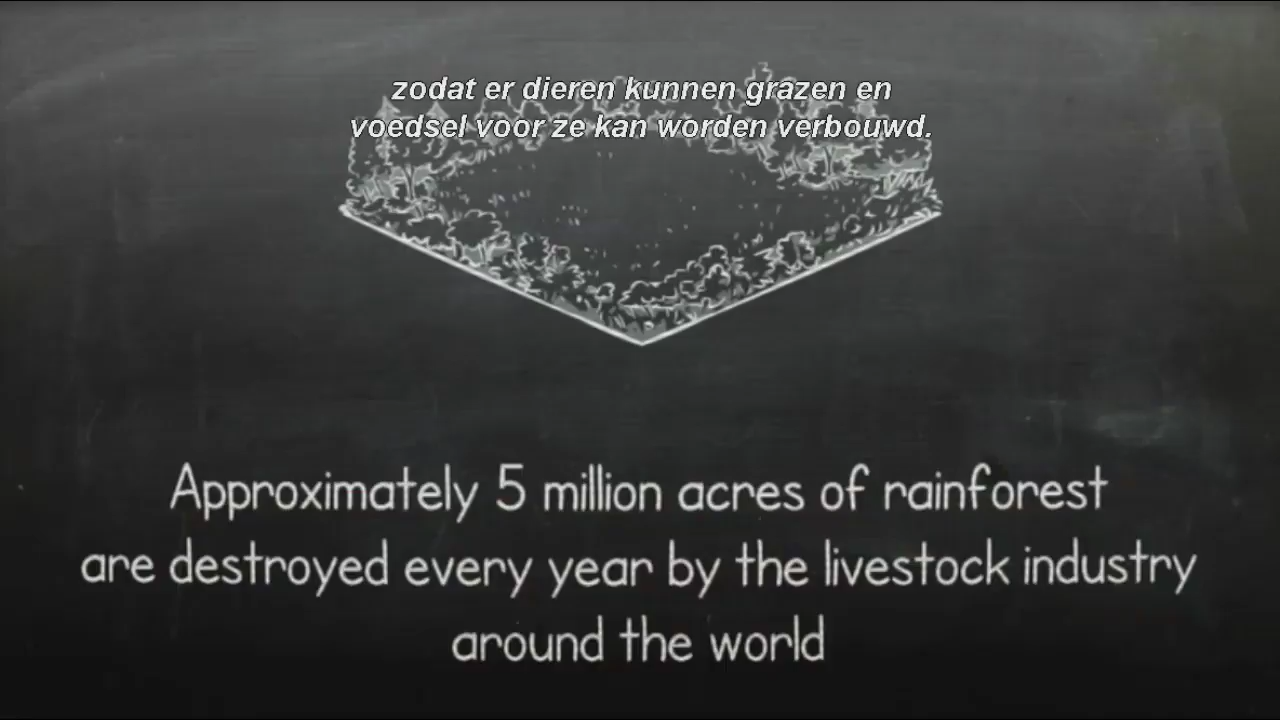 zodat er dieren kunnen grazen en
voedsel voor ze kan worden verbouwd.
Approximately 5 million acres of rainforest
are destroyed every year by the livestock industry
around the world